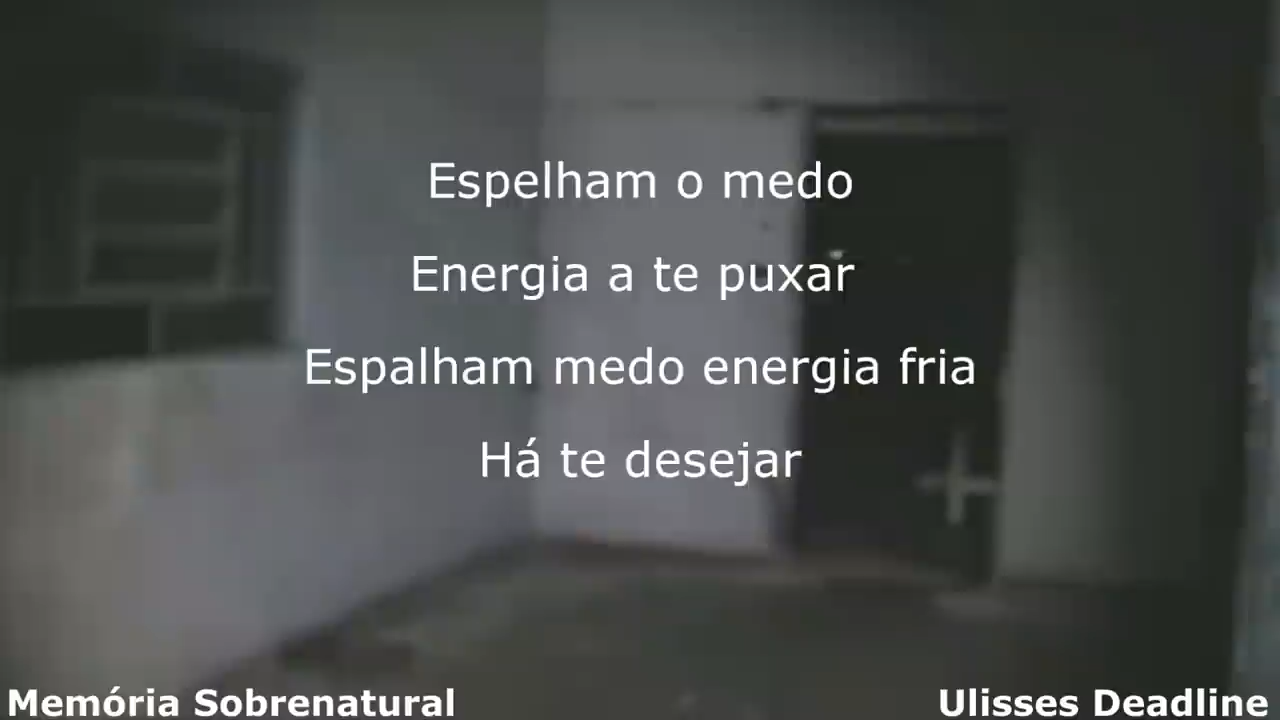 Espelham o medo
Energia a te puxar
Espalham medo energia fria
Há te desejar
Memória Sobrenatural
Ulisses Deadline